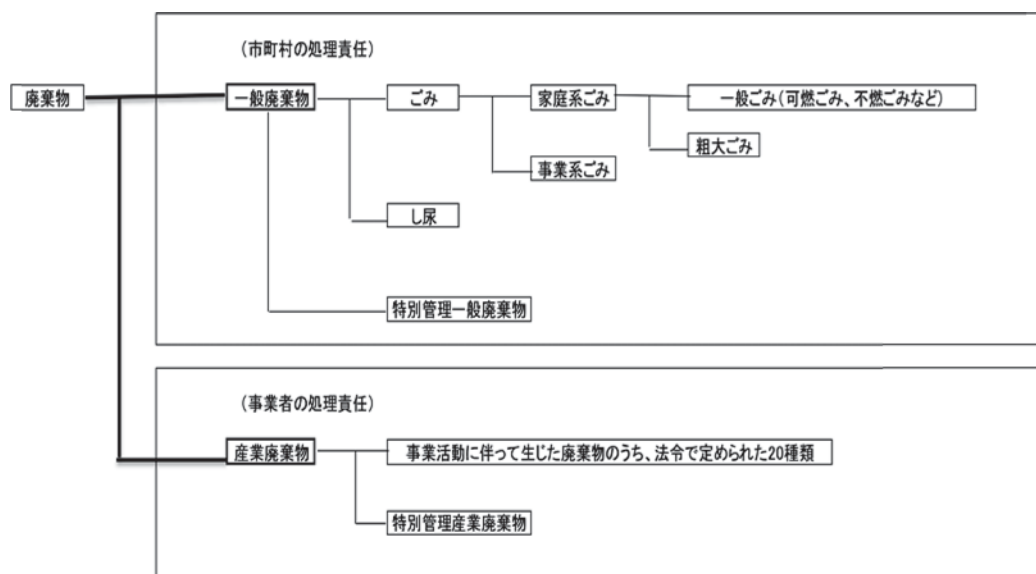 (市町村の処理責任)
廃棄物
一般廃棄物
ごみ
家庭系ごみ
一般ごみ(可燃ごみ、不燃ごみなど)
粗大ごみ
事業系ごみ
し尿
特別管理一般廃棄物
(事業者の処理責任)
産業廃棄物
事業活動に伴って生じた廃棄物のうち、法令で定められた20種類
特別管理産業廃棄物